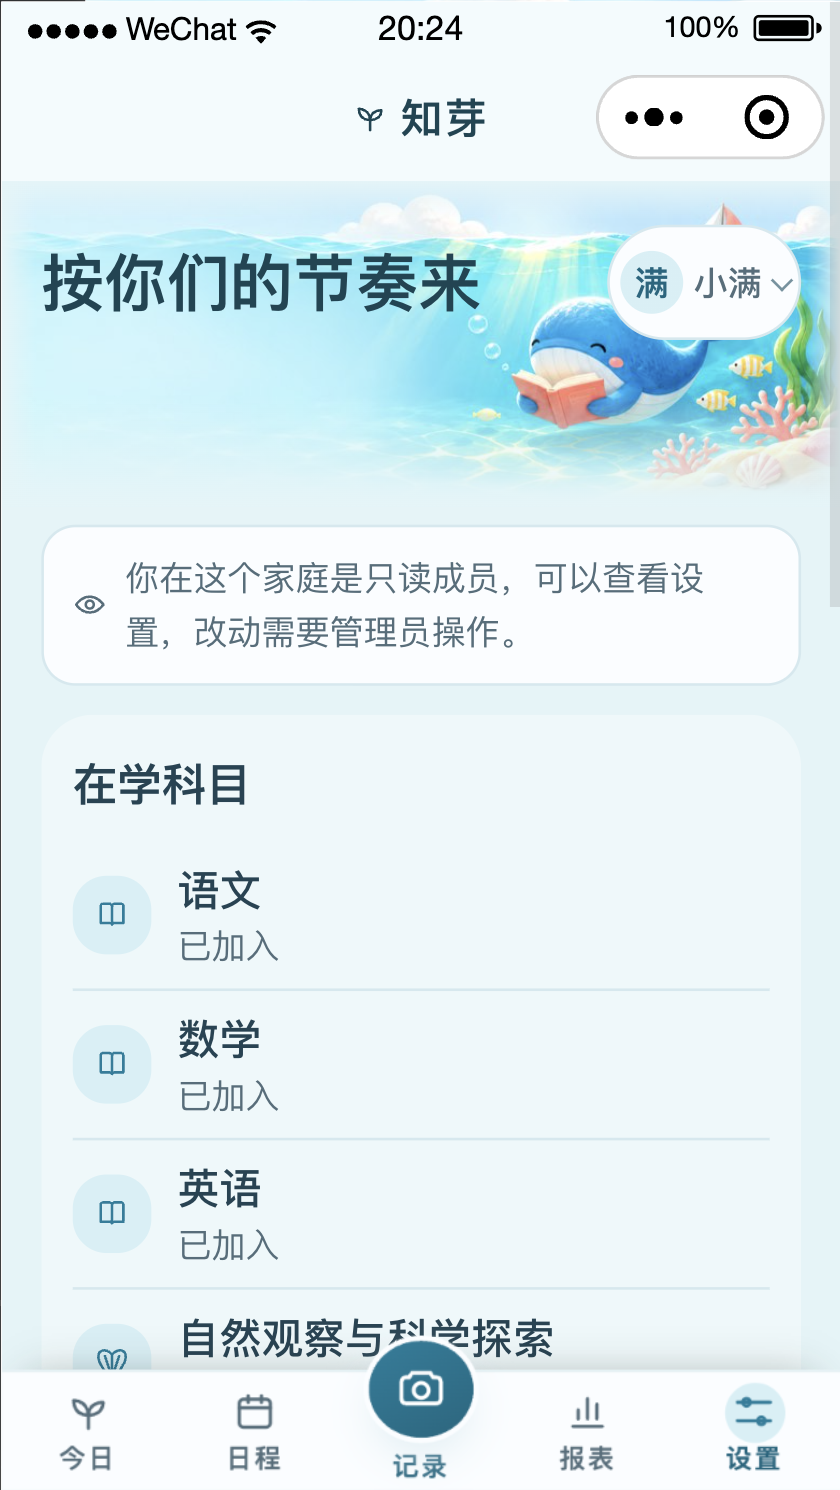 WeChat 20:24 100%
知芽
按你们的节奏来
满 小满
你在这个家庭是只读成员，可以查看设
置，改动需要管理员操作。
在学科目
语文
已加入
数学
已加入
英语
已加入
自然观察与科学探索
今日 日程 记录 报表 设置